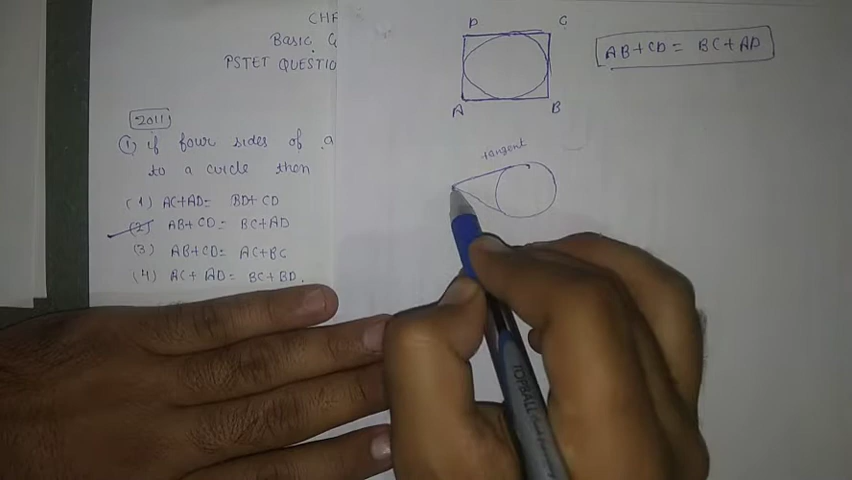 CH
Basic Q
PSTET QUESTIO
2011
① if four sides of a
to a circle then
(1) AC+AD= BD+CD
(2) AB+CD= BC+AD
(3) AB+CD= AC+BC
(4) AC+AD= BC+BD.
D C
A B
AB+CD= BC+AD
tangent
TOPBALL